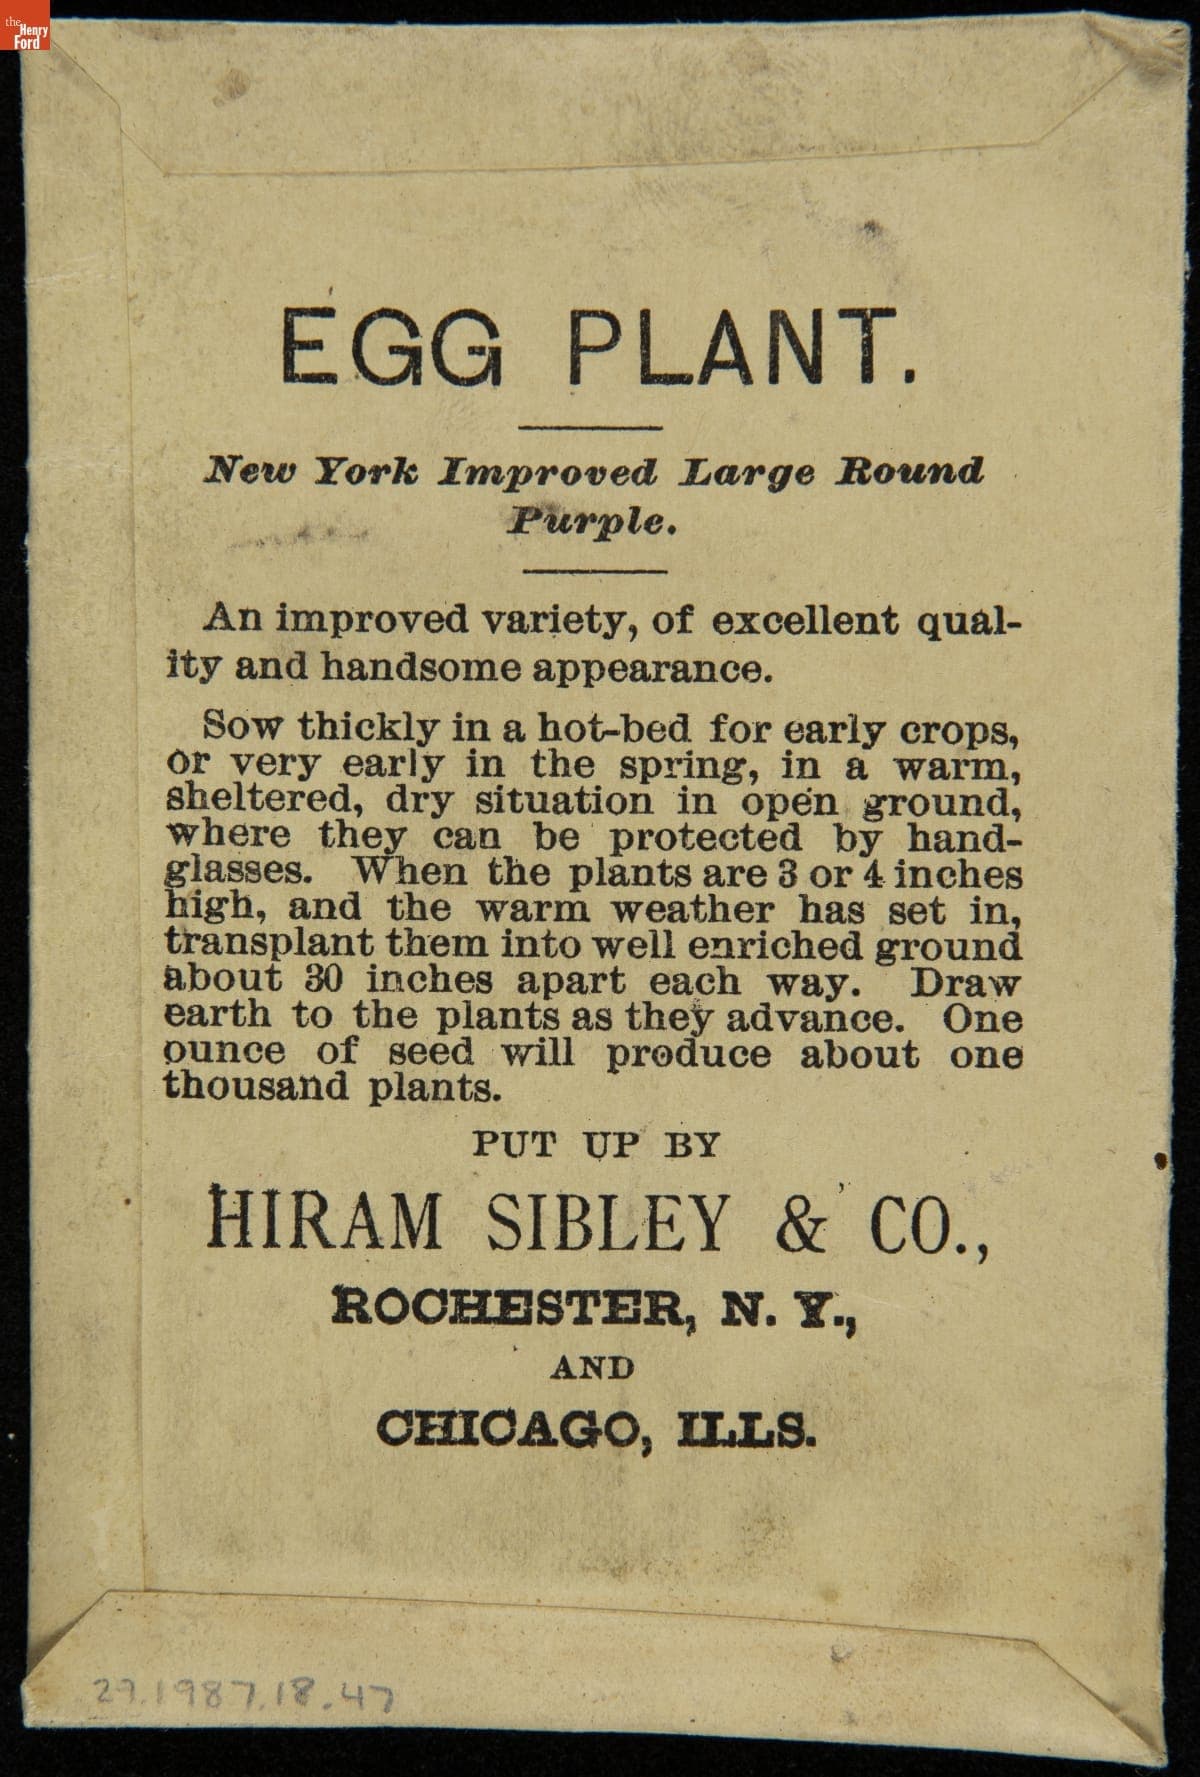 the
Henry
Ford
EGG PLANT.
New York Improved Large Round
Purple.
An improved variety, of excellent qual-
ity and handsome appearance.
Sow thickly in a hot-bed for early crops,
or very early in the spring, in a warm,
sheltered, dry situation in open ground,
where they can be protected by hand-
glasses. When the plants are 3 or 4 inches
high, and the warm weather has set in,
transplant them into well enriched ground
about 30 inches apart each way. Draw
earth to the plants as they advance. One
ounce of seed will produce about one
thousand plants.
PUT UP BY
HIRAM SIBLEY & CO.,
ROCHESTER, N. Y.,
AND
CHICAGO, ILLS.
29.1987.18.47